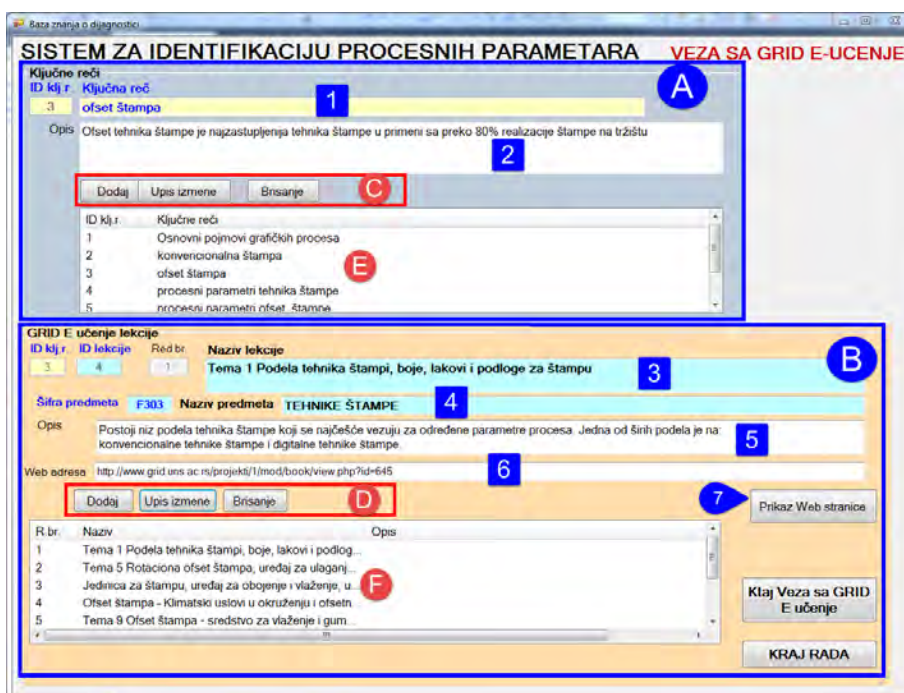 Baza znanja o dijagnostici
SISTEM ZA IDENTIFIKACIJU PROCESNIH PARAMETARA VEZA SA GRID E-UCENJE
Ključne reči
A
ID klj.r. Ključna reč
3 ofset štampa 1
Opis Ofset tehnika štampe je najzastupljenija tehnika štampe u primeni sa preko 80% realizacije štampe na tržištu
2
Dodaj Upis izmene Brisanje C
ID klj.r. Ključne reči
1 Osnovni pojmovi grafičkih procesa
2 konvencionalna štampa
E
3 ofset štampa
4 procesni parametri tehnika štampe
5 procesni parametri ofset štampe
GRID E učenje lekcije
ID klj.r. ID lekcije Red br. Naziv lekcije B
3 4 1 Tema 1 Podela tehnika štampi, boje, lakovi i podloge za štampu 3
Šifra predmeta F303 Naziv predmeta TEHNIKE ŠTAMPE 4
Opis Postoji niz podela tehnika štampe koji se najčešće vezuju za određene parametre procesa. Jedna od širih podela je na:
konvencionalne tehnike štampe i digitalne tehnike štampe. 5
Web adresa http://www.grid.uns.ac.rs/projekti/1/mod/book/view.php?id=645 6
Dodaj Upis izmene Brisanje D 7 Prikaz Web stranice
R.br. Naziv Opis
1 Tema 1 Podela tehnika štampi, boje, lakovi i podlog...
2 Tema 5 Rotaciona ofset štampa, uređaj za ulaganj...
3 Jedinica za štampu, uređaj za obojenje i vlaženje, u... F
4 Ofset štampa - Klimatski uslovi u okruženju i ofsetn...
5 Tema 9 Ofset štampa - sredstvo za vlaženje i gum...
Klaj Veza sa GRID
E učenje
KRAJ RADA